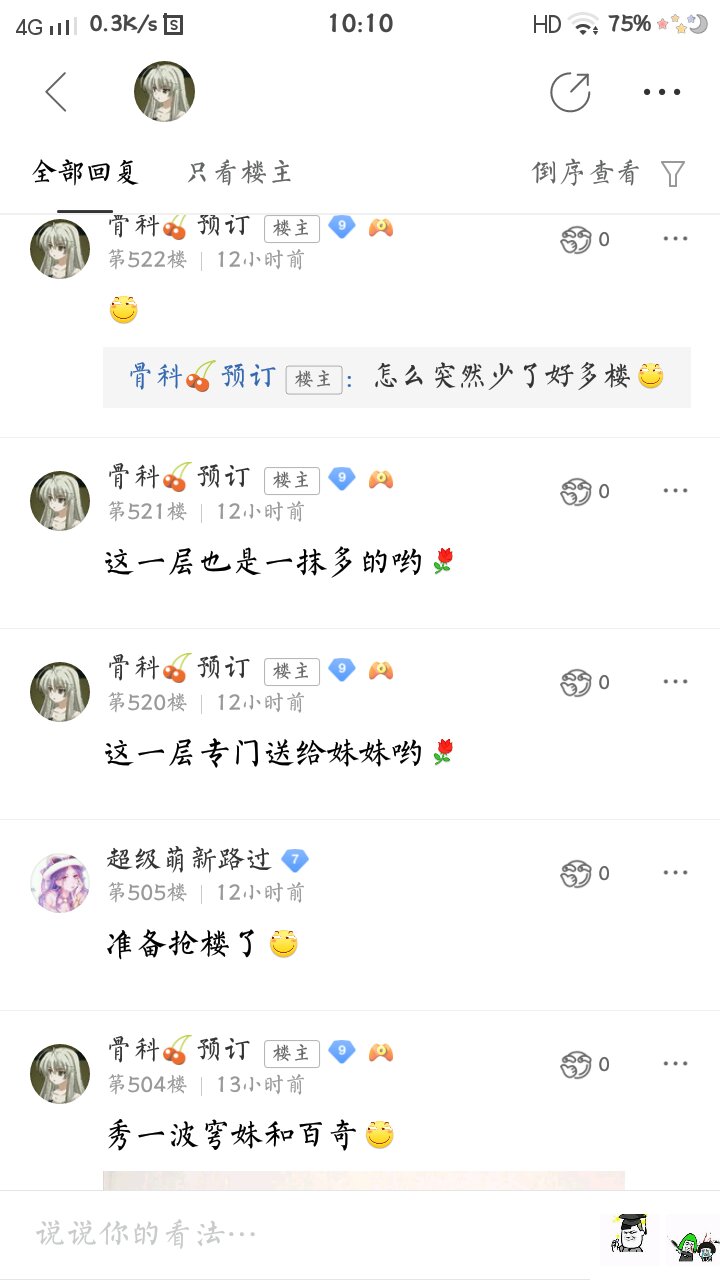 4G 0.3K/s S 10:10 HD 75%
全部回复 只看楼主 倒序查看
骨科🍒预订 楼主 9 0
第522楼 | 12小时前
骨科🍒预订 楼主: 怎么突然少了好多楼
骨科🍒预订 楼主 9 0
第521楼 | 12小时前
这一层也是一抹多的哟🌹
骨科🍒预订 楼主 9 0
第520楼 | 12小时前
这一层专门送给妹妹哟🌹
超级萌新路过 7 0
第505楼 | 12小时前
准备抢楼了
骨科🍒预订 楼主 9 0
第504楼 | 13小时前
秀一波穹妹和百奇
说说你的看法…